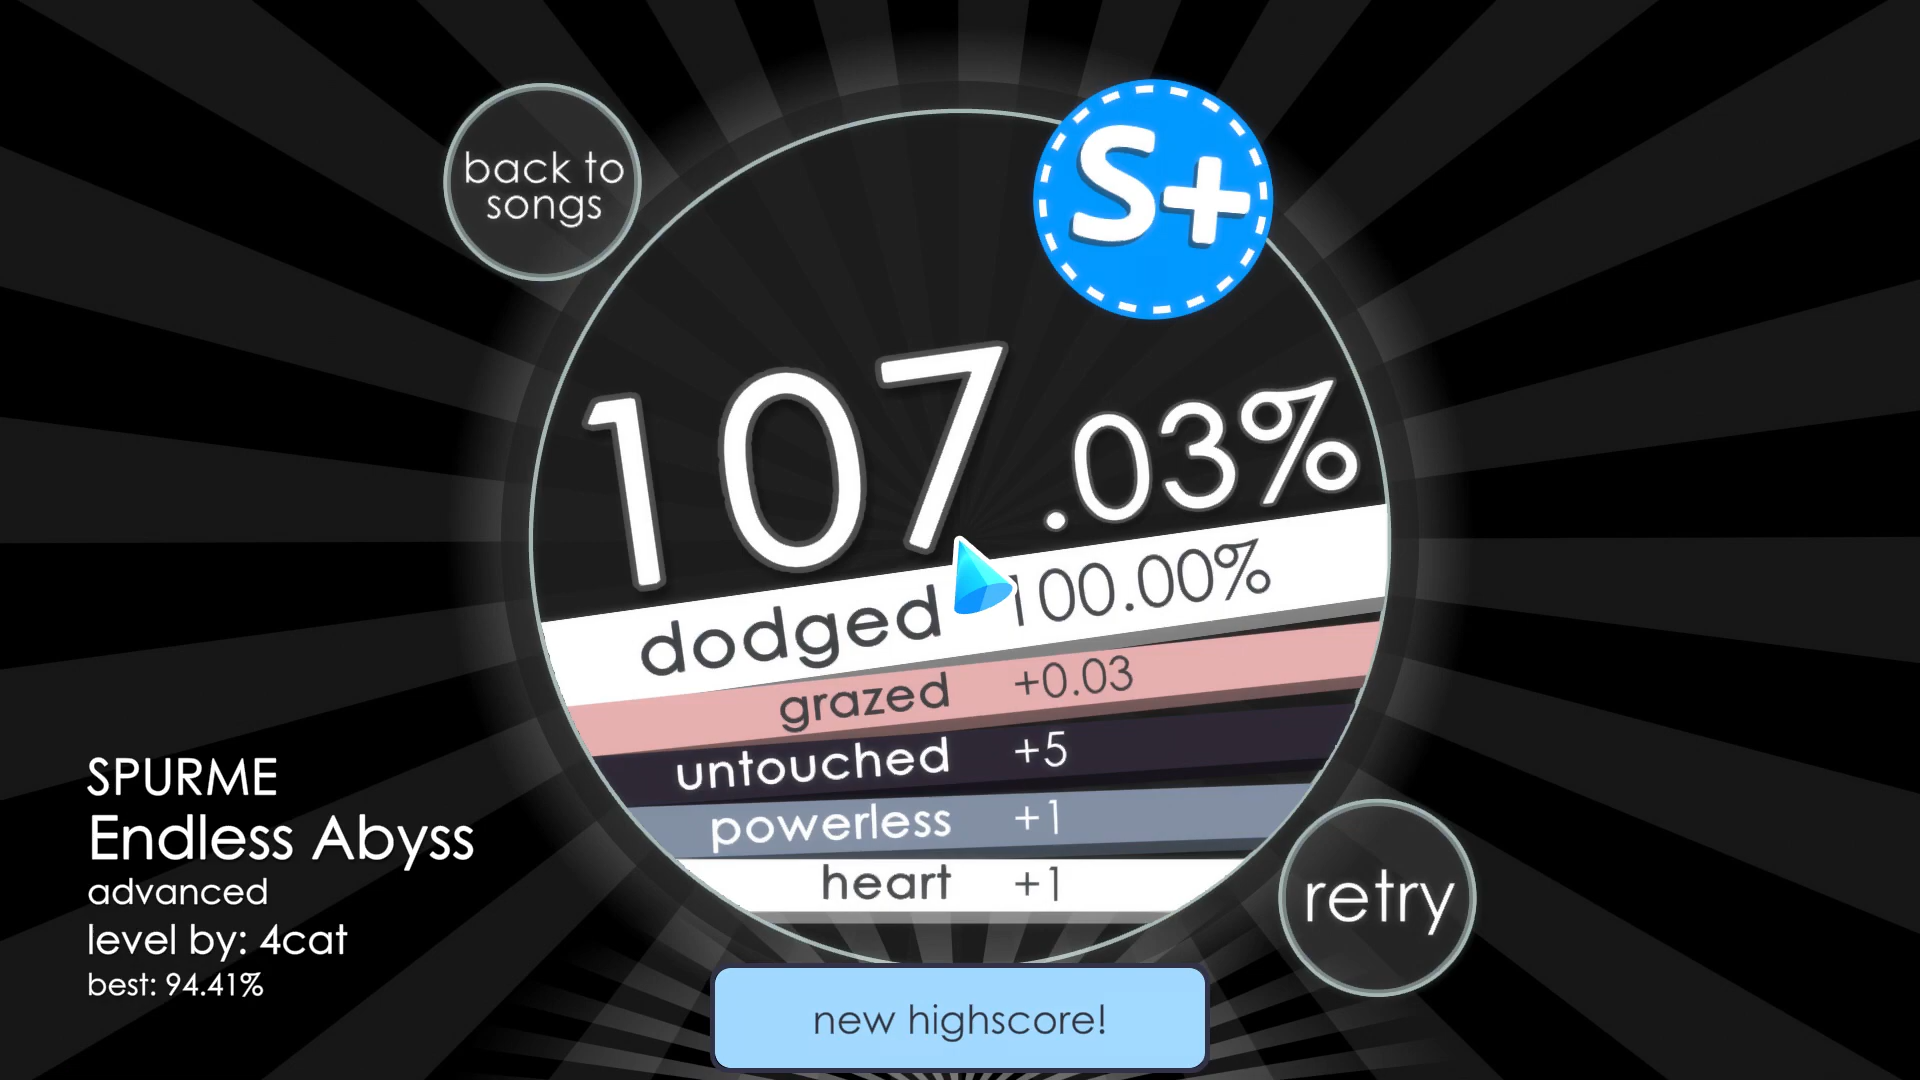 back to
songs
S+
107.03%
dodged 100.00%
grazed +0.03
untouched +5
powerless +1
heart +1
SPURME
Endless Abyss
advanced
level by: 4cat
best: 94.41%
retry
new highscore!